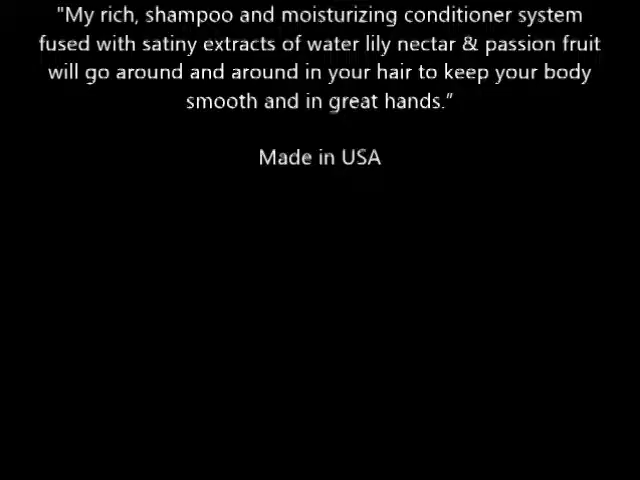 "My rich, shampoo and moisturizing conditioner system
fused with satiny extracts of water lily nectar & passion fruit
will go around and around in your hair to keep your body
smooth and in great hands."
Made in USA